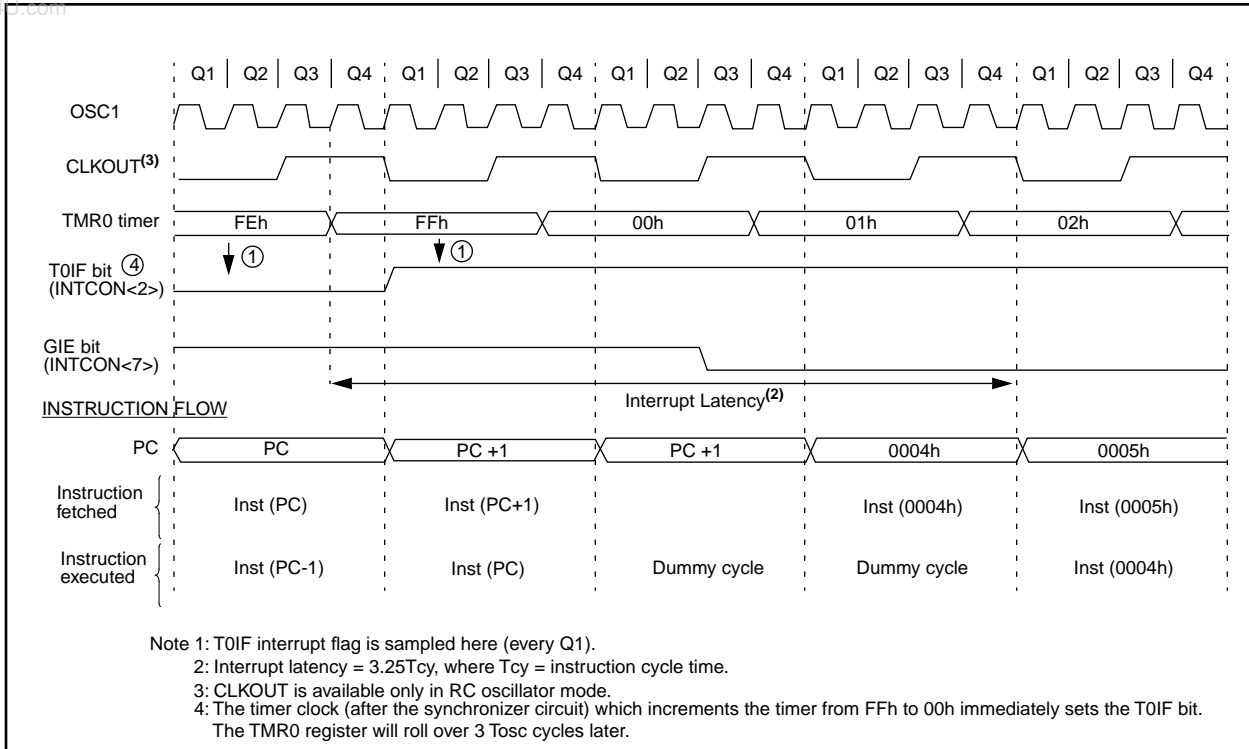 4U.com
Q1 Q2 Q3 Q4 Q1 Q2 Q3 Q4 Q1 Q2 Q3 Q4 Q1 Q2 Q3 Q4 Q1 Q2 Q3 Q4
OSC1
CLKOUT(3)
TMR0 timer FEh FFh 00h 01h 02h
1 1
T0IF bit 4
(INTCON<2>)
GIE bit
(INTCON<7>)
Interrupt Latency(2)
INSTRUCTION FLOW
PC PC PC +1 PC +1 0004h 0005h
Instruction
fetched
Inst (PC) Inst (PC+1) Inst (0004h) Inst (0005h)
Instruction
executed
Inst (PC-1) Inst (PC) Dummy cycle Dummy cycle Inst (0004h)
Note 1: T0IF interrupt flag is sampled here (every Q1).
2: Interrupt latency = 3.25Tcy, where Tcy = instruction cycle time.
3: CLKOUT is available only in RC oscillator mode.
4: The timer clock (after the synchronizer circuit) which increments the timer from FFh to 00h immediately sets the T0IF bit.
The TMR0 register will roll over 3 Tosc cycles later.